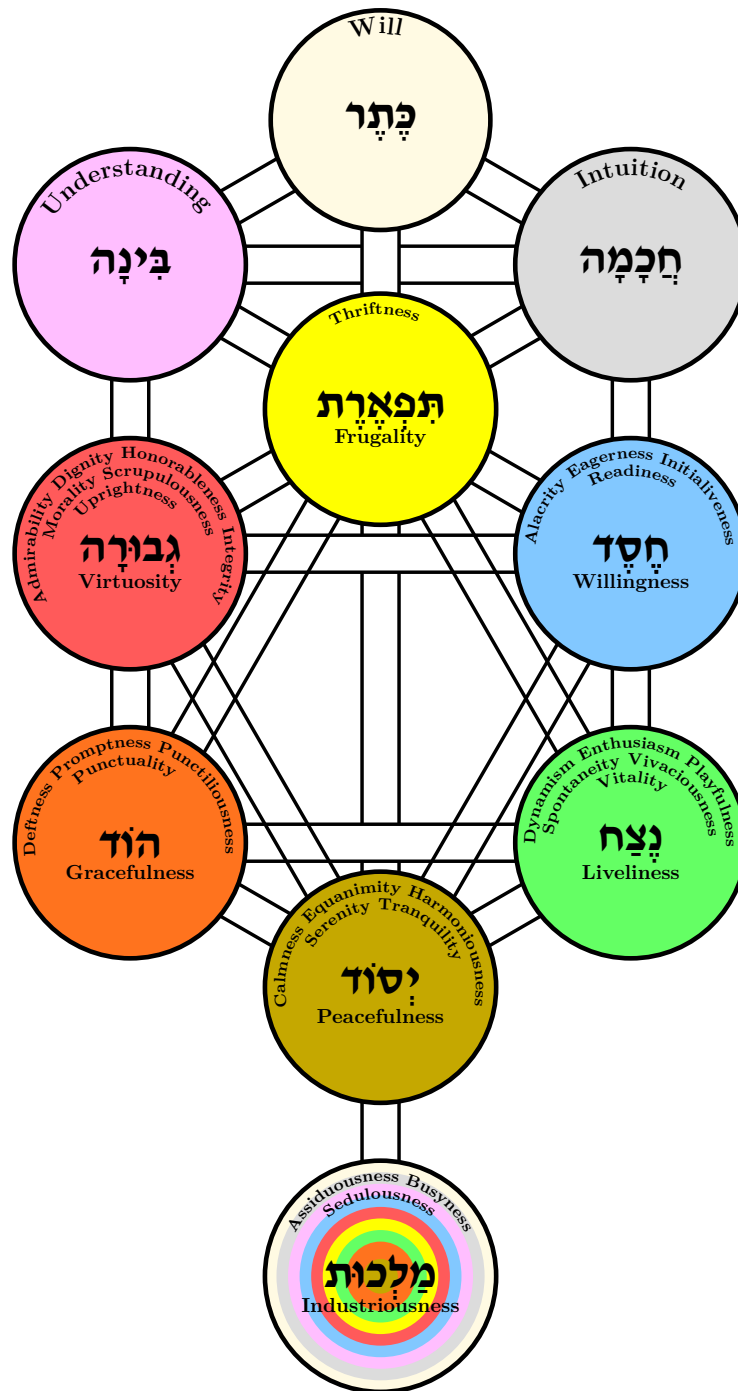 Will
כֶּתֶר
Understanding
בִּינָה
Intuition
חֲכָמָה
Thriftness
תִּפְאֶרֶת
Frugality
Admirability Dignity Honorableness Integrity
Morality Scrupulousness
Uprightness
גְבוּרָה
Virtuosity
Alacrity Eagerness Initialiveness
Readiness
חֶסֶד
Willingness
Deftness Promptness Punctiliousness
Punctuality
הוֹד
Gracefulness
Dynamism Enthusiasm Playfulness
Spontaneity Vivaciousness
Vitality
נֶצַח
Liveliness
Calmness Equanimity Harmoniousness
Serenity Tranquility
יְסוֹד
Peacefulness
Assiduousness Busyness
Sedulousness
מַלְכוּת
Industriousness